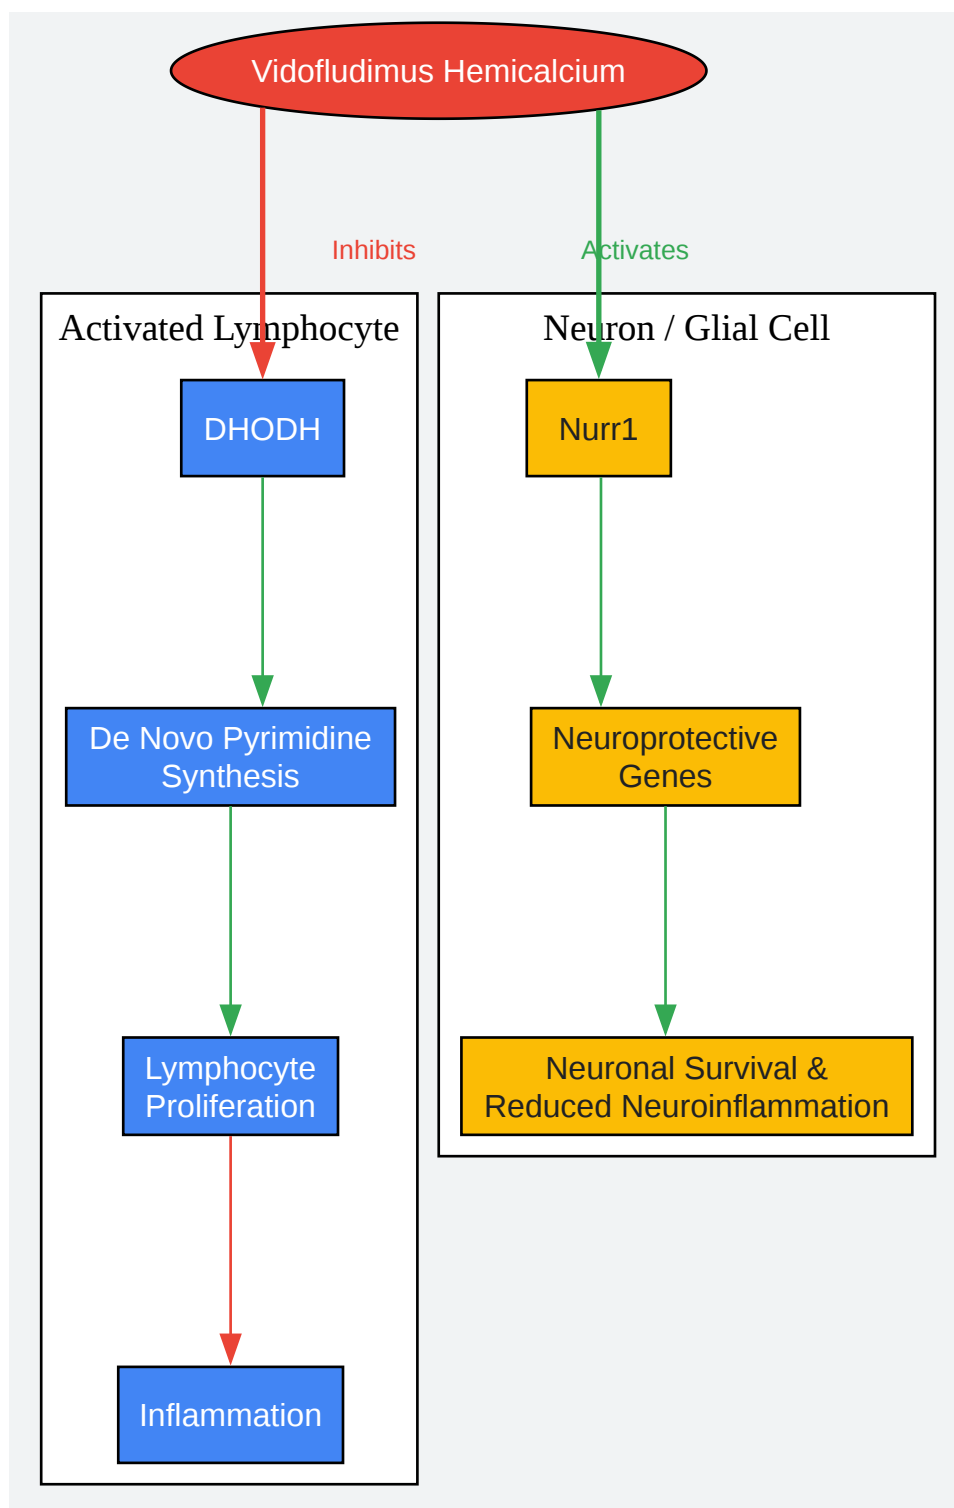 Vidofludimus Hemicalcium
Inhibits
Activates
Activated Lymphocyte
DHODH
De Novo Pyrimidine
Synthesis
Lymphocyte
Proliferation
Inflammation
Neuron / Glial Cell
Nurr1
Neuroprotective
Genes
Neuronal Survival &
Reduced Neuroinflammation